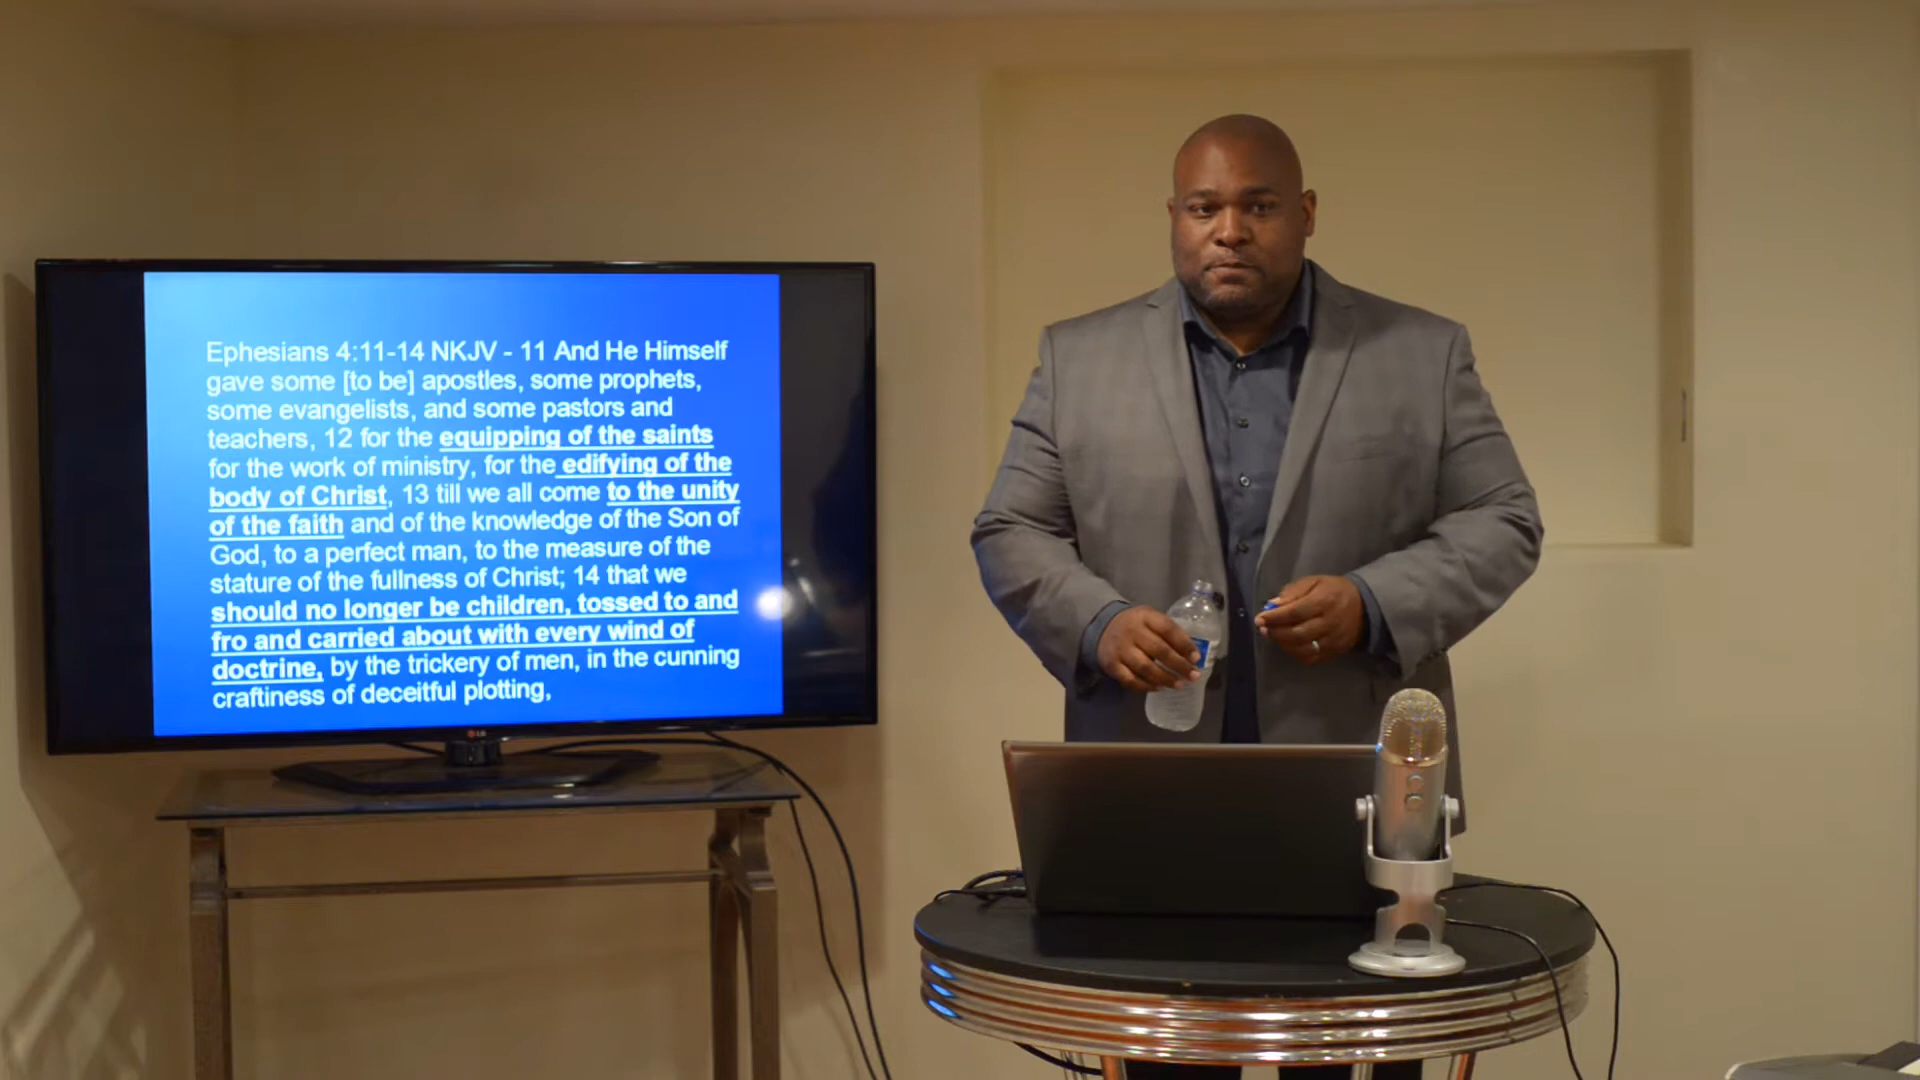 Ephesians 4:11-14 NKJV - 11 And He Himself
gave some [to be] apostles, some prophets,
some evangelists, and some pastors and
teachers, 12 for the equipping of the saints
for the work of ministry, for the edifying of the
body of Christ, 13 till we all come to the unity
of the faith and of the knowledge of the Son of
God, to a perfect man, to the measure of the
stature of the fullness of Christ; 14 that we
should no longer be children, tossed to and
fro and carried about with every wind of
doctrine, by the trickery of men, in the cunning
craftiness of deceitful plotting,
LG